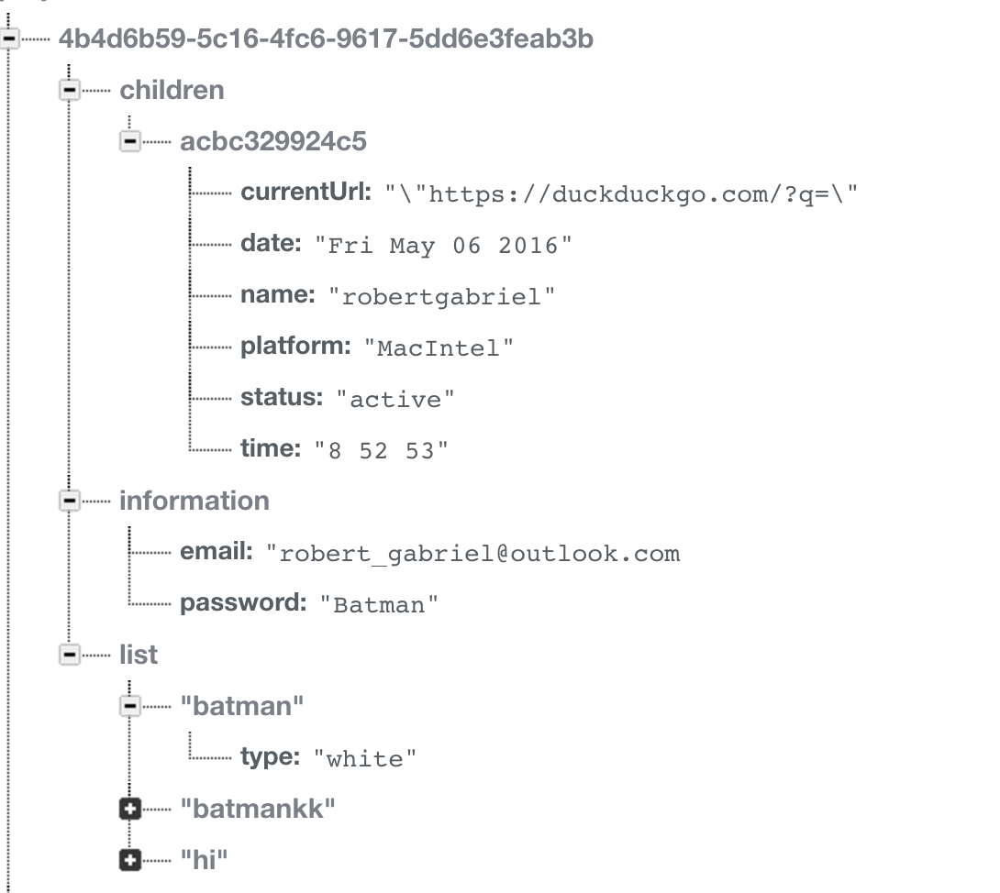 4b4d6b59-5c16-4fc6-9617-5dd6e3feab3b
children
acbc329924c5
currentUrl: "\"https://duckduckgo.com/?q=\"
date: "Fri May 06 2016"
name: "robertgabriel"
platform: "MacIntel"
status: "active"
time: "8 52 53"
information
email: "robert_gabriel@outlook.com
password: "Batman"
list
"batman"
type: "white"
"batmankk"
"hi"